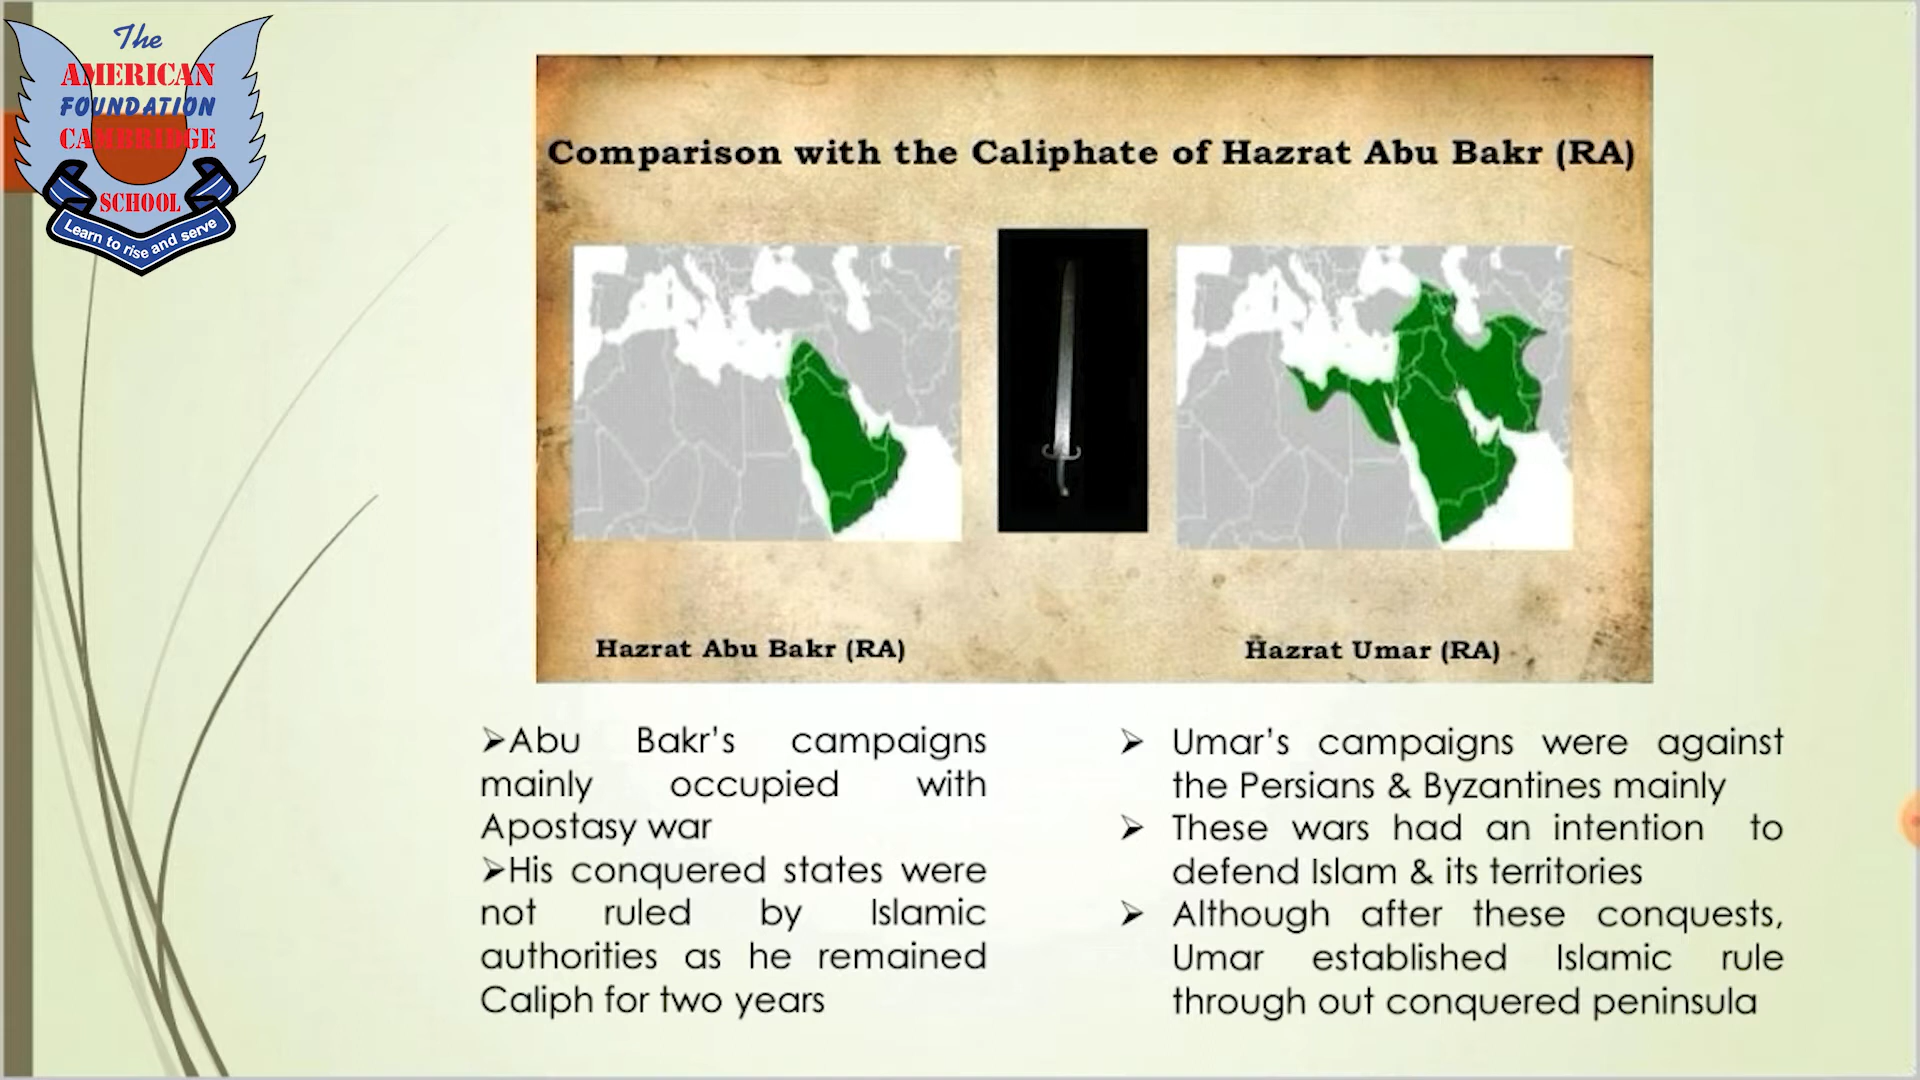 The
AMERICAN
FOUNDATION
CAMBRIDGE
SCHOOL
Learn to rise and serve
Comparison with the Caliphate of Hazrat Abu Bakr (RA)
Hazrat Abu Bakr (RA)
Hazrat Umar (RA)
➢Abu Bakr's campaigns
mainly occupied with
Apostasy war
➢His conquered states were
not ruled by Islamic
authorities as he remained
Caliph for two years
➢ Umar's campaigns were against
the Persians & Byzantines mainly
➢ These wars had an intention to
defend Islam & its territories
➢ Although after these conquests,
Umar established Islamic rule
through out conquered peninsula